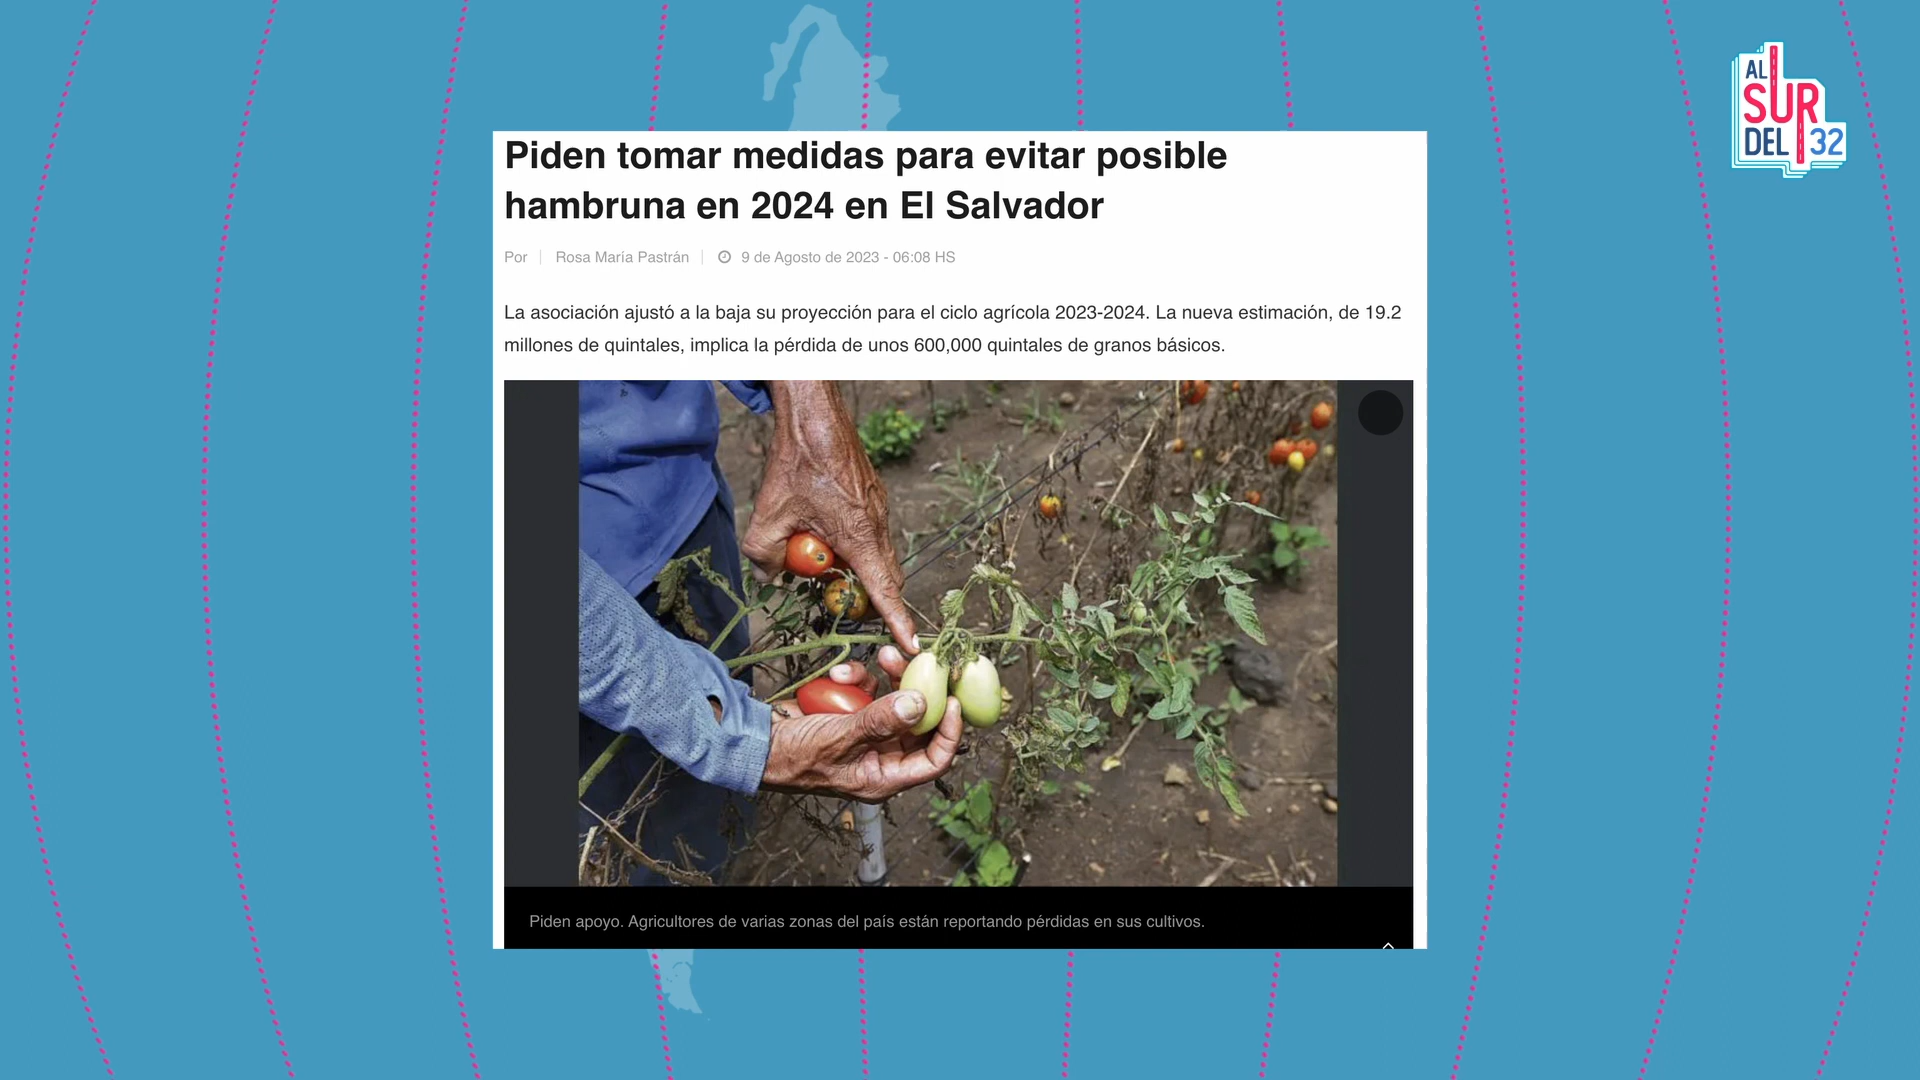 AL
SUR
DEL 32
Piden tomar medidas para evitar posible
hambruna en 2024 en El Salvador
Por | Rosa María Pastrán | 9 de Agosto de 2023 - 06:08 HS
La asociación ajustó a la baja su proyección para el ciclo agrícola 2023-2024. La nueva estimación, de 19.2
millones de quintales, implica la pérdida de unos 600,000 quintales de granos básicos.
Piden apoyo. Agricultores de varias zonas del país están reportando pérdidas en sus cultivos.